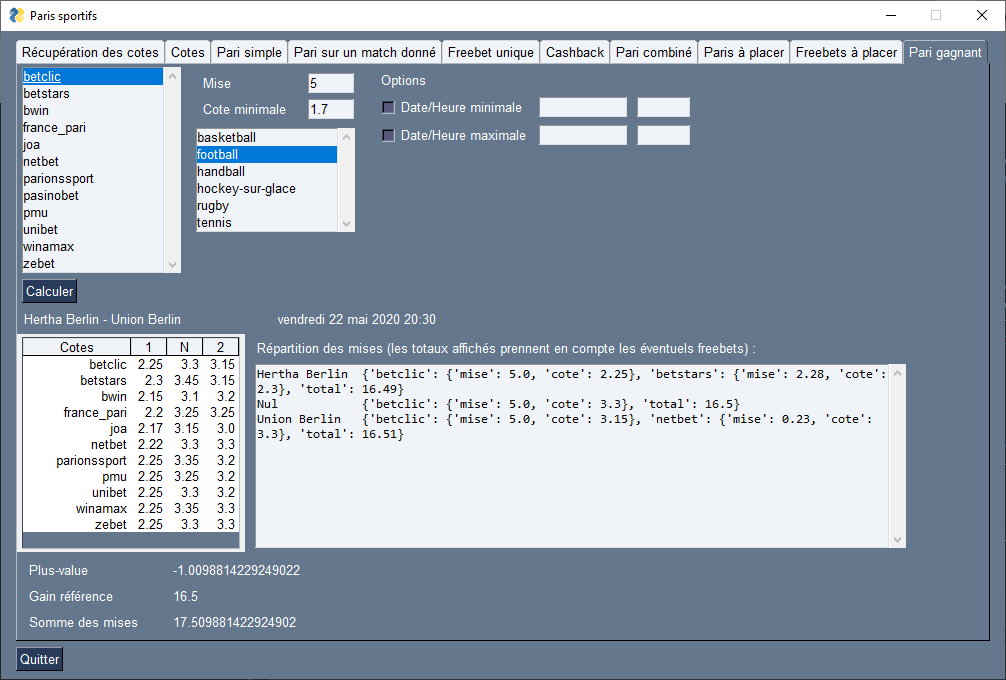 Paris sportifs
Récupération des cotes Cotes Pari simple Pari sur un match donné Freebet unique Cashback Pari combiné Paris à placer Freebets à placer Pari gagnant
betclic
betstars
bwin
france_pari
joa
netbet
parionssport
pasinobet
pmu
unibet
winamax
zebet
Mise 5
Cote minimale 1.7
basketball
football
handball
hockey-sur-glace
rugby
tennis
Options
Date/Heure minimale
Date/Heure maximale
Calculer
Hertha Berlin - Union Berlin vendredi 22 mai 2020 20:30
Cotes 1 N 2
betclic 2.25 3.3 3.15
betstars 2.3 3.45 3.15
bwin 2.15 3.1 3.2
france_pari 2.2 3.25 3.25
joa 2.17 3.15 3.0
netbet 2.22 3.3 3.3
parionssport 2.25 3.35 3.2
pmu 2.25 3.25 3.2
unibet 2.25 3.3 3.2
winamax 2.25 3.35 3.3
zebet 2.25 3.3 3.3
Répartition des mises (les totaux affichés prennent en compte les éventuels freebets) :
Hertha Berlin {'betclic': {'mise': 5.0, 'cote': 2.25}, 'betstars': {'mise': 2.28, 'cote':
2.3}, 'total': 16.49}
Nul {'betclic': {'mise': 5.0, 'cote': 3.3}, 'total': 16.5}
Union Berlin {'betclic': {'mise': 5.0, 'cote': 3.15}, 'netbet': {'mise': 0.23, 'cote':
3.3}, 'total': 16.51}
Plus-value -1.0098814229249022
Gain référence 16.5
Somme des mises 17.509881422924902
Quitter